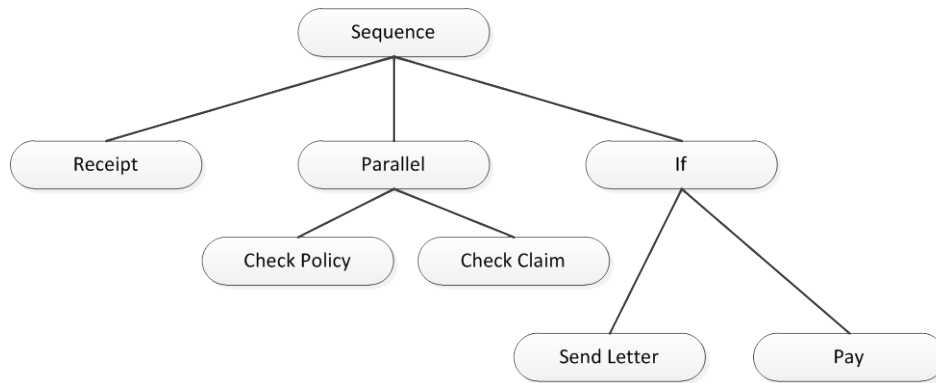 Sequence
Receipt
Parallel
If
Check Policy
Check Claim
Send Letter
Pay